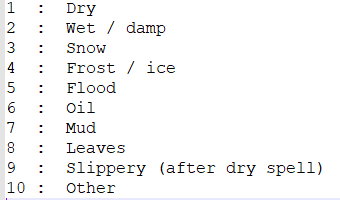 1  :  Dry
2  :  Wet / damp
3  :  Snow
4  :  Frost / ice
5  :  Flood
6  :  Oil
7  :  Mud
8  :  Leaves
9  :  Slippery (after dry spell)
10 :  Other